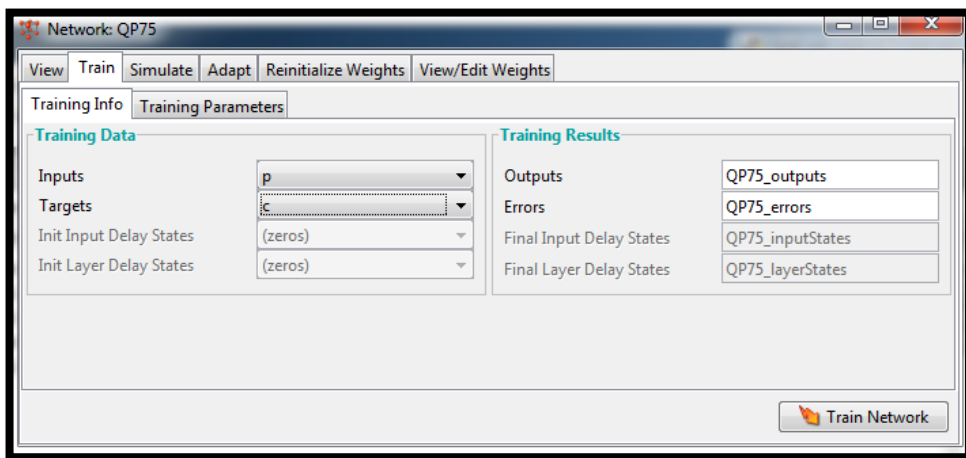 Network: QP75
View Train Simulate Adapt Reinitialize Weights View/Edit Weights
Training Info Training Parameters
Training Data
Inputs p
Targets c
Init Input Delay States (zeros)
Init Layer Delay States (zeros)
Training Results
Outputs QP75_outputs
Errors QP75_errors
Final Input Delay States QP75_inputStates
Final Layer Delay States QP75_layerStates
Train Network